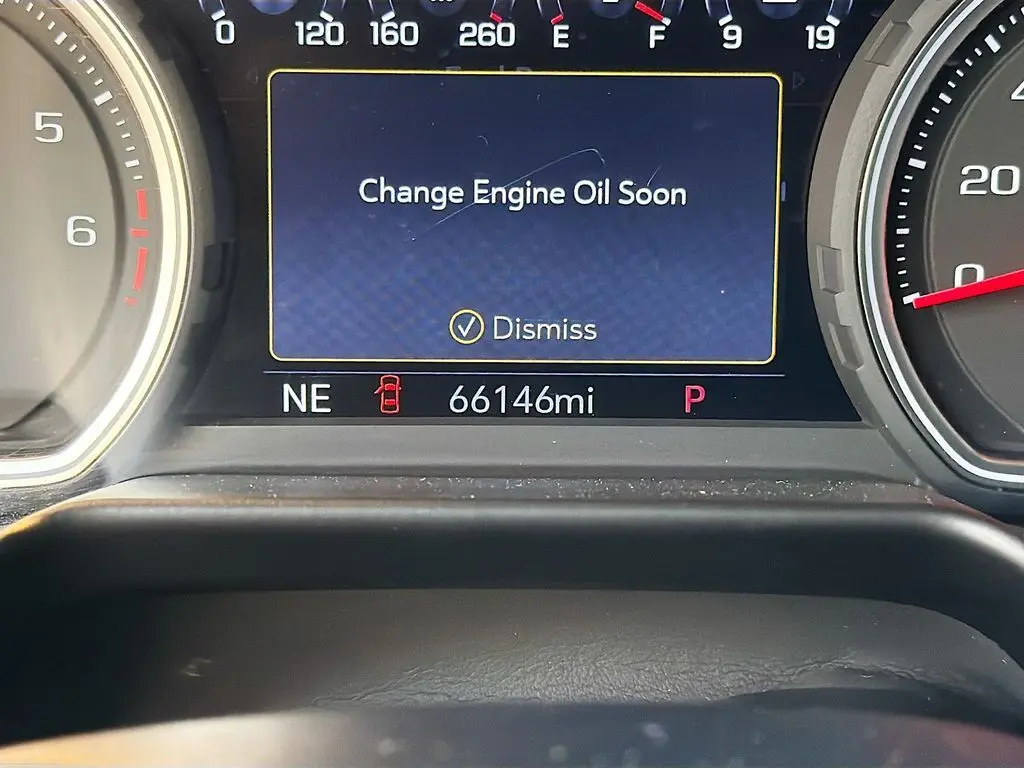 0 120 160 260 E F 9 19
5
6
Change Engine Oil Soon
Dismiss
NE 66146mi P
20
0